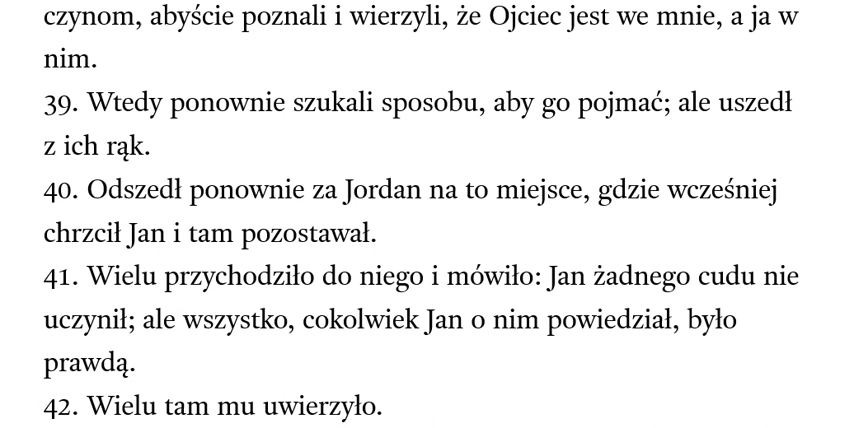 czynom, abyście poznali i wierzyli, że Ojciec jest we mnie, a ja w
nim.
39. Wtedy ponownie szukali sposobu, aby go pojmać; ale uszedł
z ich rąk.
40. Odszedł ponownie za Jordan na to miejsce, gdzie wcześniej
chrzcił Jan i tam pozostawał.
41. Wielu przychodziło do niego i mówiło: Jan żadnego cudu nie
uczynił; ale wszystko, cokolwiek Jan o nim powiedział, było
prawdą.
42. Wielu tam mu uwierzyło.